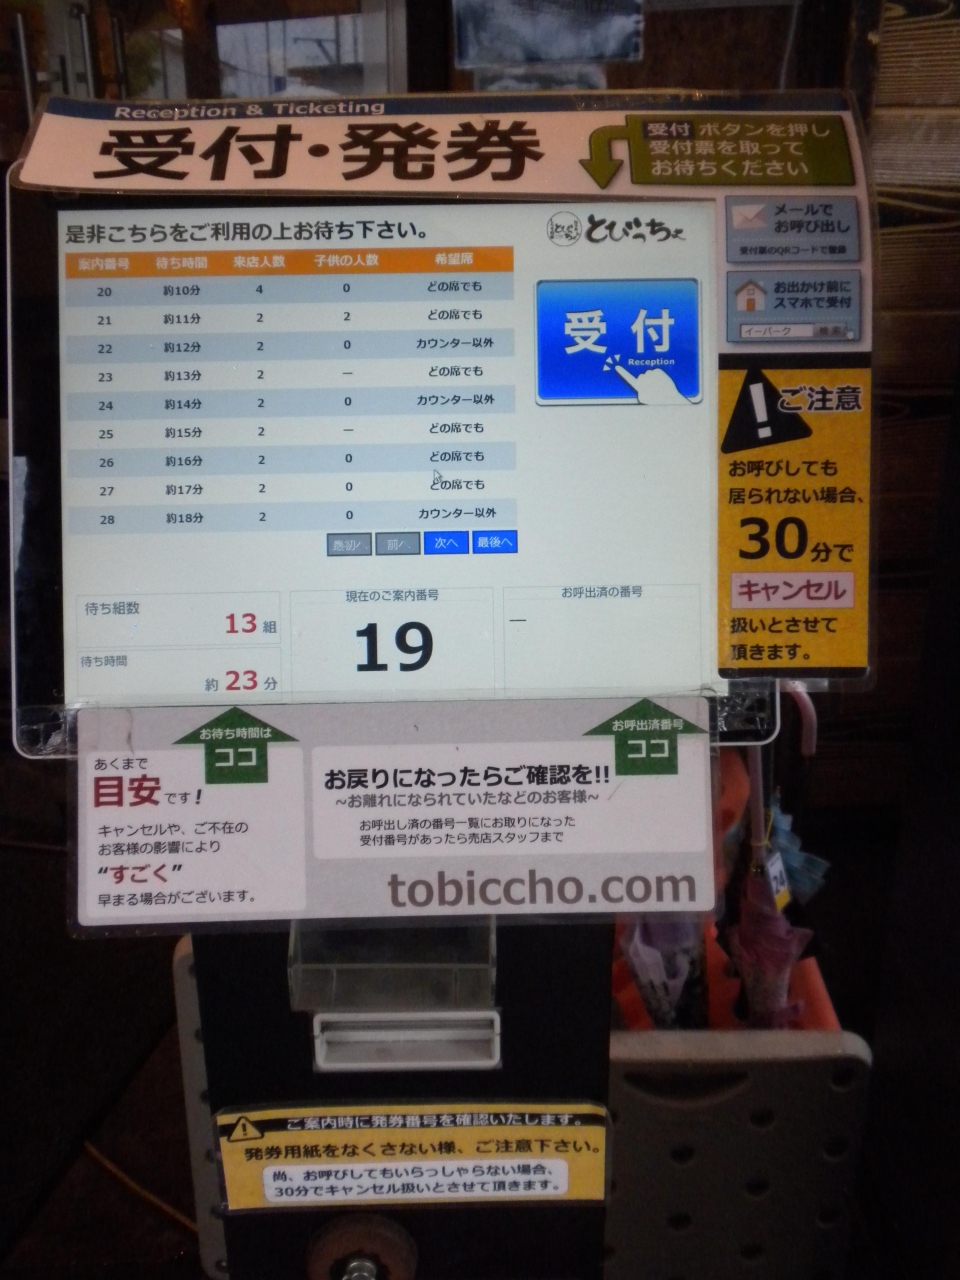 Reception & Ticketing
受付・発券
受付 ボタンを押し
受付票を取って
お待ちください
是非こちらをご利用の上お待ち下さい。
とびっちょ
案内番号 待ち時間 来店人数 子供の人数 希望席
20 約10分 4 0 どの席でも
21 約11分 2 2 どの席でも
22 約12分 2 0 カウンター以外
23 約13分 2 — どの席でも
24 約14分 2 0 カウンター以外
25 約15分 2 — どの席でも
26 約16分 2 0 どの席でも
27 約17分 2 0 どの席でも
28 約18分 2 0 カウンター以外
最初へ 前へ 次へ 最後へ
受付
Reception
待ち組数
13 組
待ち時間
約 23 分
現在のご案内番号
19
お呼出済の番号
—
メールで
お呼び出し
受付票のQRコードで登録
お出かけ前に
スマホで受付
イーパーク 検索
ご注意
お呼びしても
居られない場合、
30分で
キャンセル
扱いとさせて
頂きます。
お待ち時間は
ココ
あくまで
目安です!
キャンセルや、ご不在の
お客様の影響により
“すごく”
早まる場合がございます。
お呼出済番号
ココ
お戻りになったらご確認を!!
~お離れになられていたなどのお客様~
お呼出し済の番号一覧にお取りになった
受付番号があったら売店スタッフまで
tobiccho.com
24
ご案内時に発券番号を確認いたします。
発券用紙をなくさない様、ご注意下さい。
尚、お呼びしてもいらっしゃらない場合、
30分でキャンセル扱いとさせて頂きます。